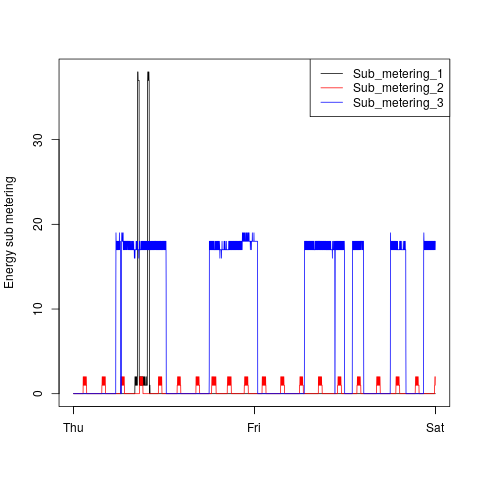 Sub_metering_1
Sub_metering_2
Sub_metering_3
Energy sub metering
30
20
10
0
Thu Fri Sat